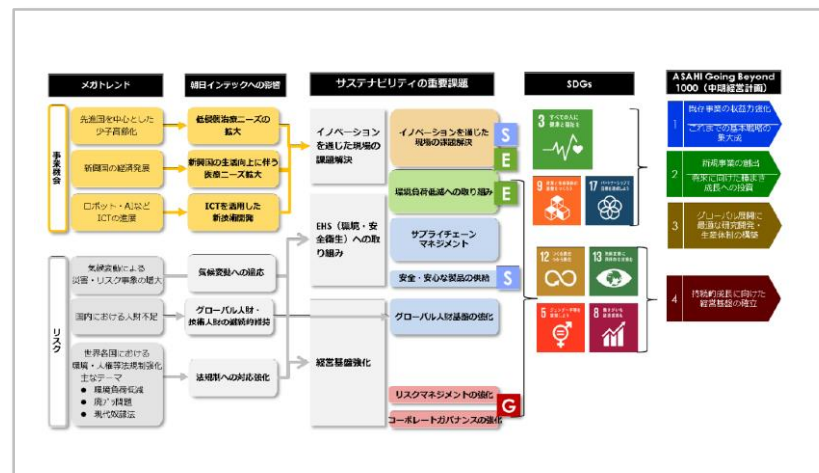 メガトレンド
朝日インテックへの影響
サステナビリティの重要課題
SDGs
ASAHI Going Beyond
1000（中期経営計画）
事業機会
先進国を中心とした
少子高齢化
低侵襲治療ニーズの
拡大
新興国の経済発展
新興国の生活向上に伴う
医療ニーズ拡大
ロボット・AIなど
ICTの進展
ICTを活用した
新技術開発
リスク
気候変動による
災害・リスク事象の増大
気候変動への適応
国内における人財不足
グローバル人財・
技術人財の継続的維持
世界各国における
環境・人権等法規制強化
主なテーマ
● 環境負荷低減
● 廃プラ問題
● 現代奴隷法
法規制への対応強化
イノベーション
を通じた現場の
課題解決
EHS（環境・安
全衛生）への取
り組み
経営基盤強化
イノベーションを通じた
現場の課題解決
S
E
環境負荷低減への取り組み
E
サプライチェーン
マネジメント
安全・安心な製品の供給
S
グローバル人財基盤の強化
リスクマネジメントの強化
G
コーポレートガバナンスの強化
3 すべての人に
健康と福祉を
9
17
12
13
5
8
1
既存事業の収益力強化
これまでの基本戦略の
集大成
2
新規事業の創出
将来に向けた種まき
成長への投資
3
グローバル展開に
最適な研究開発・
生産体制の構築
4
持続的成長に向けた
経営基盤の確立